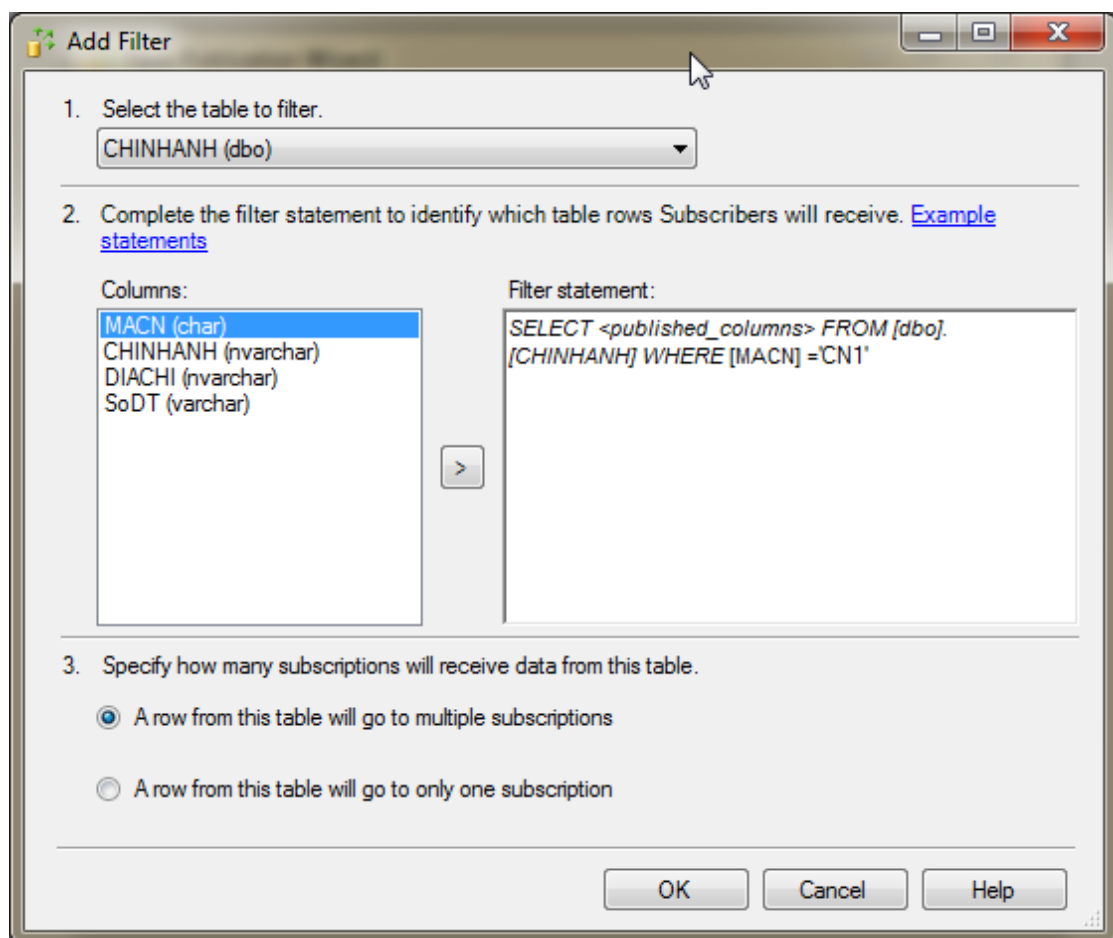 Add Filter
1. Select the table to filter.
CHINHANH (dbo)
2. Complete the filter statement to identify which table rows Subscribers will receive. Example
statements
Columns:
MACN (char)
CHINHANH (nvarchar)
DIACHI (nvarchar)
SoDT (varchar)
>
Filter statement:
SELECT <published_columns> FROM [dbo].
[CHINHANH] WHERE [MACN] ='CN1'
3. Specify how many subscriptions will receive data from this table.
A row from this table will go to multiple subscriptions
A row from this table will go to only one subscription
OK
Cancel
Help